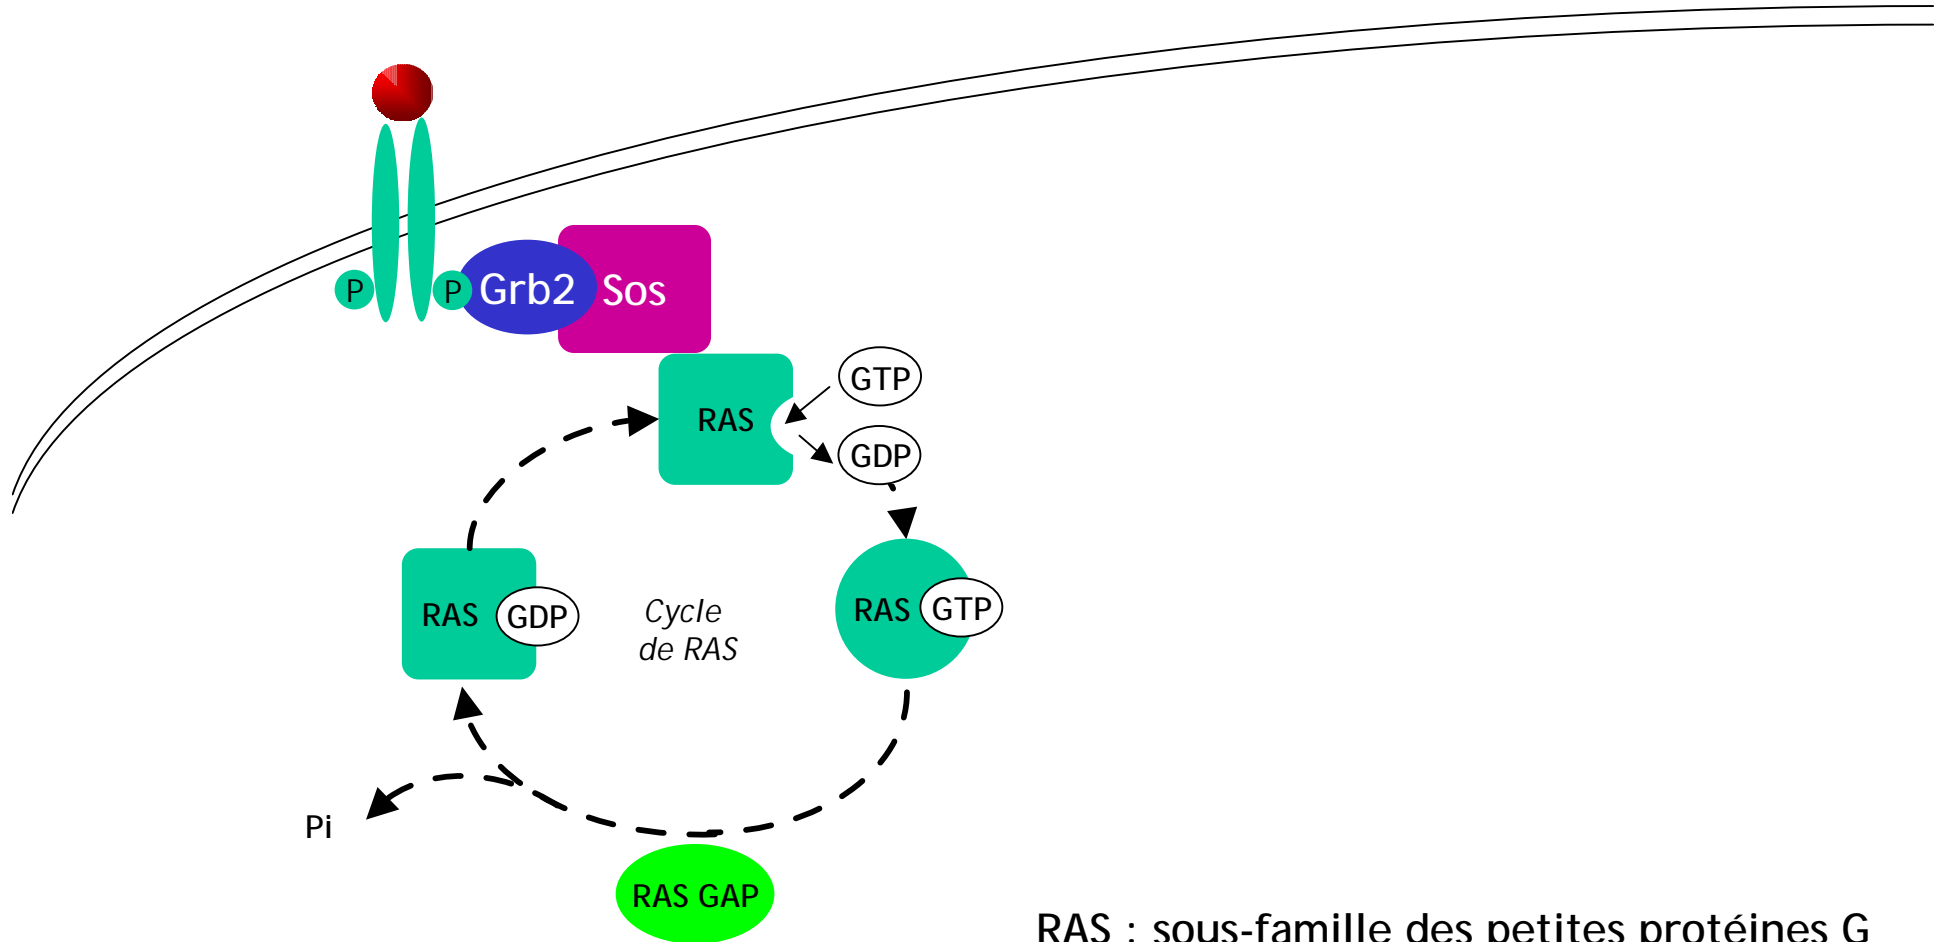 P
P
Grb2
Sos
RAS
GTP
GDP
RAS
GDP
Cycle
de RAS
RAS
GTP
Pi
RAS GAP
RAS : sous-famille des petites protéines G